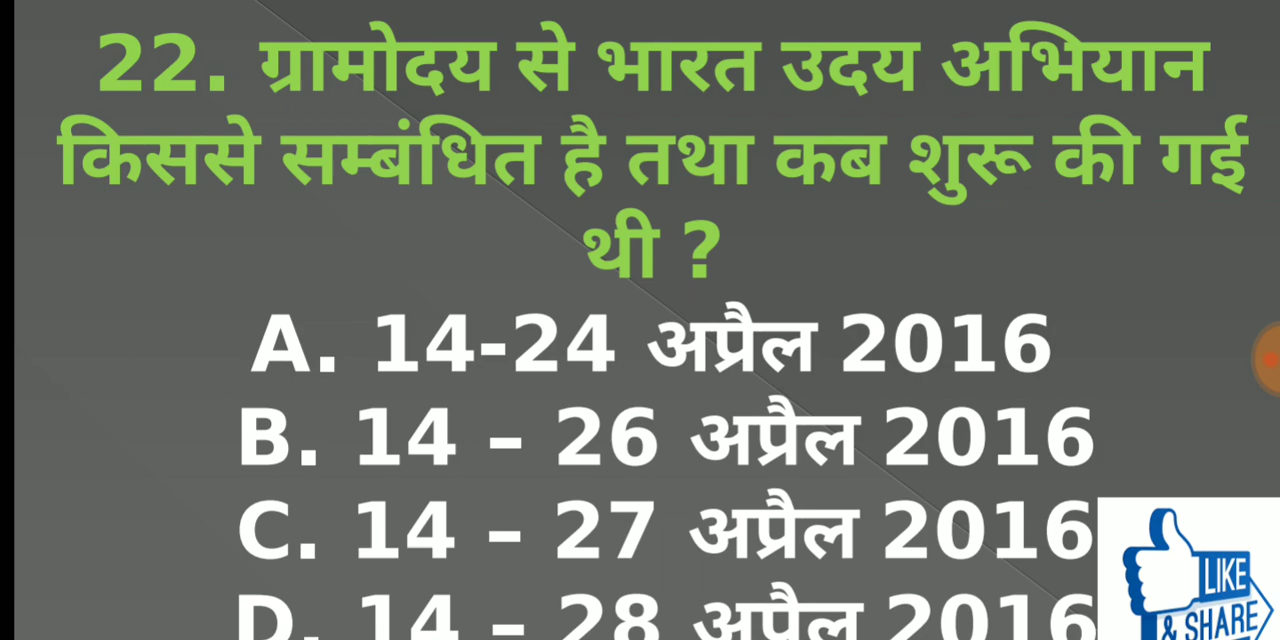 22. ग्रामोदय से भारत उदय अभियान
किससे सम्बंधित है तथा कब शुरू की गई
थी ?
A. 14-24 अप्रैल 2016
B. 14 – 26 अप्रैल 2016
C. 14 – 27 अप्रैल 2016
D. 14 – 28 अप्रैल 2016
LIKE
& SHARE